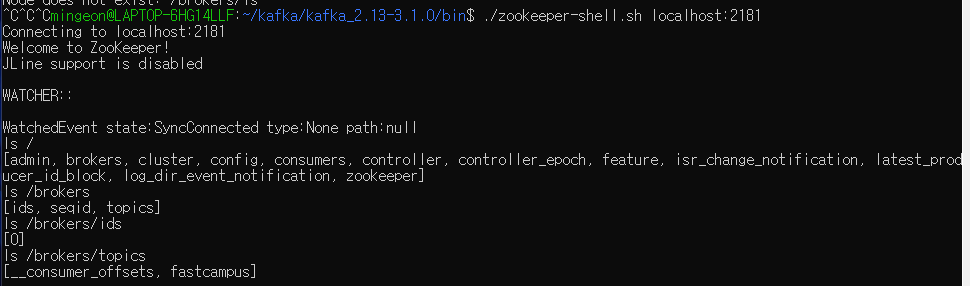 Node does not exist: /brokers/is
^C^C^Cmingeon@LAPTOP-6HG14LLF:~/kafka/kafka_2.13-3.1.0/bin$ ./zookeeper-shell.sh localhost:2181
Connecting to localhost:2181
Welcome to ZooKeeper!
JLine support is disabled
WATCHER::
WatchedEvent state:SyncConnected type:None path:null
ls /
[admin, brokers, cluster, config, consumers, controller, controller_epoch, feature, isr_change_notification, latest_prod
ucer_id_block, log_dir_event_notification, zookeeper]
ls /brokers
[ids, seqid, topics]
ls /brokers/ids
[0]
ls /brokers/topics
[__consumer_offsets, fastcampus]